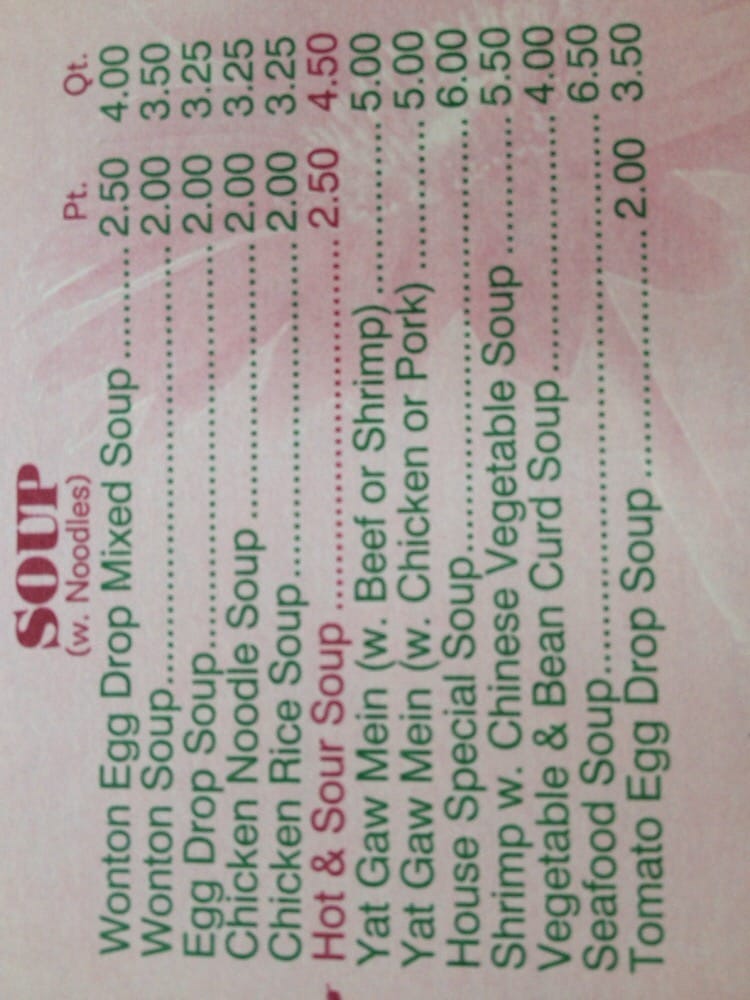 SOUP
(w. Noodles)
Pt. Qt.
Wonton Egg Drop Mixed Soup 2.50 4.00
Wonton Soup 2.00 3.50
Egg Drop Soup 2.00 3.25
Chicken Noodle Soup 2.00 3.25
Chicken Rice Soup 2.00 3.25
Hot & Sour Soup 2.50 4.50
Yat Gaw Mein (w. Beef or Shrimp) 5.00
Yat Gaw Mein (w. Chicken or Pork) 5.00
House Special Soup 6.00
Shrimp w. Chinese Vegetable Soup 5.50
Vegetable & Bean Curd Soup 4.00
Seafood Soup 6.50
Tomato Egg Drop Soup 2.00 3.50